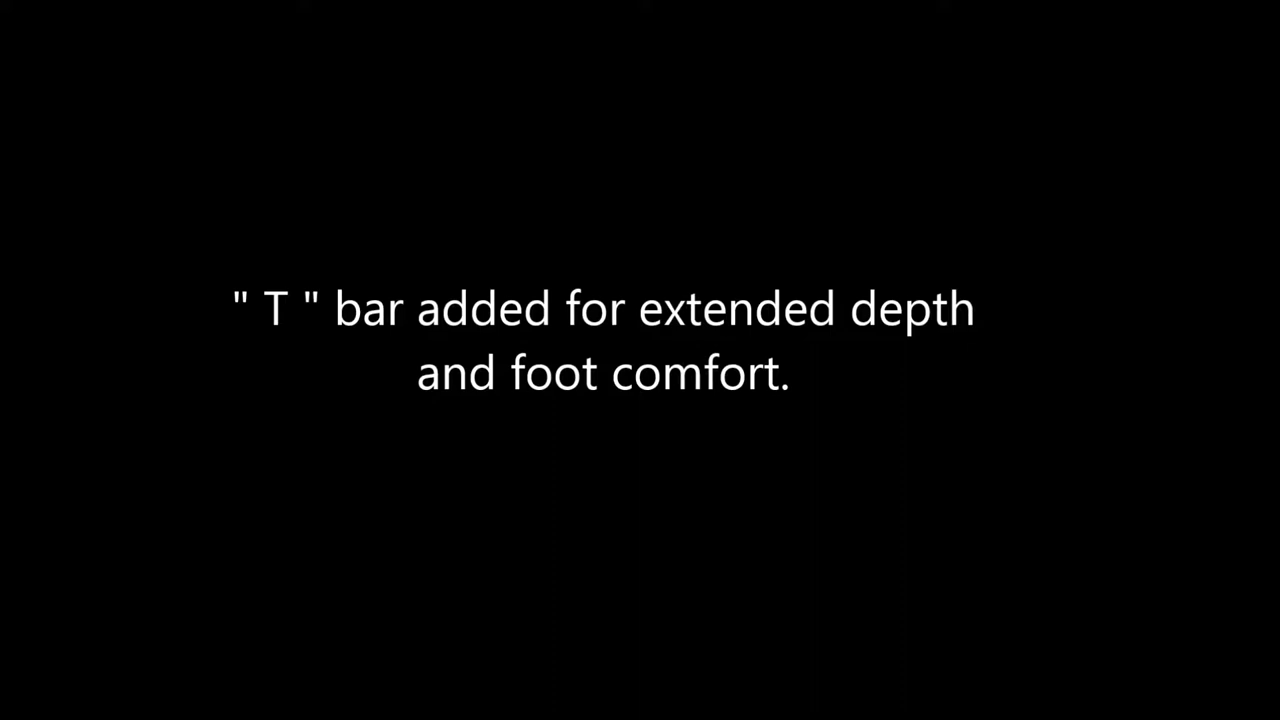 " T " bar added for extended depth
and foot comfort.